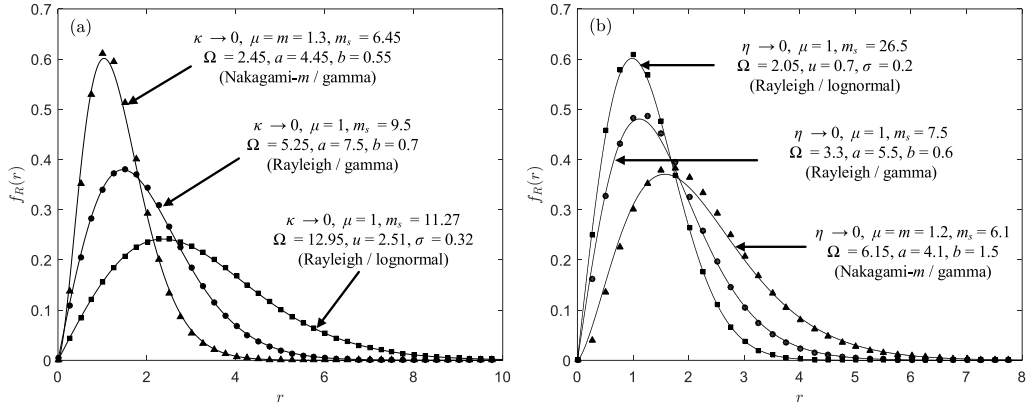 (a)
κ → 0, μ = m = 1.3, m_s = 6.45
Ω = 2.45, a = 4.45, b = 0.55
(Nakagami-m / gamma)
κ → 0, μ = 1, m_s = 9.5
Ω = 5.25, a = 7.5, b = 0.7
(Rayleigh / gamma)
κ → 0, μ = 1, m_s = 11.27
Ω = 12.95, u = 2.51, σ = 0.32
(Rayleigh / lognormal)
0.7
0.6
0.5
0.4
0.3
0.2
0.1
0
f_R(r)
0 2 4 6 8 10
r
(b)
η → 0, μ = 1, m_s = 26.5
Ω = 2.05, u = 0.7, σ = 0.2
(Rayleigh / lognormal)
η → 0, μ = 1, m_s = 7.5
Ω = 3.3, a = 5.5, b = 0.6
(Rayleigh / gamma)
η → 0, μ = m = 1.2, m_s = 6.1
Ω = 6.15, a = 4.1, b = 1.5
(Nakagami-m / gamma)
0.7
0.6
0.5
0.4
0.3
0.2
0.1
0
f_R(r)
0 1 2 3 4 5 6 7 8
r